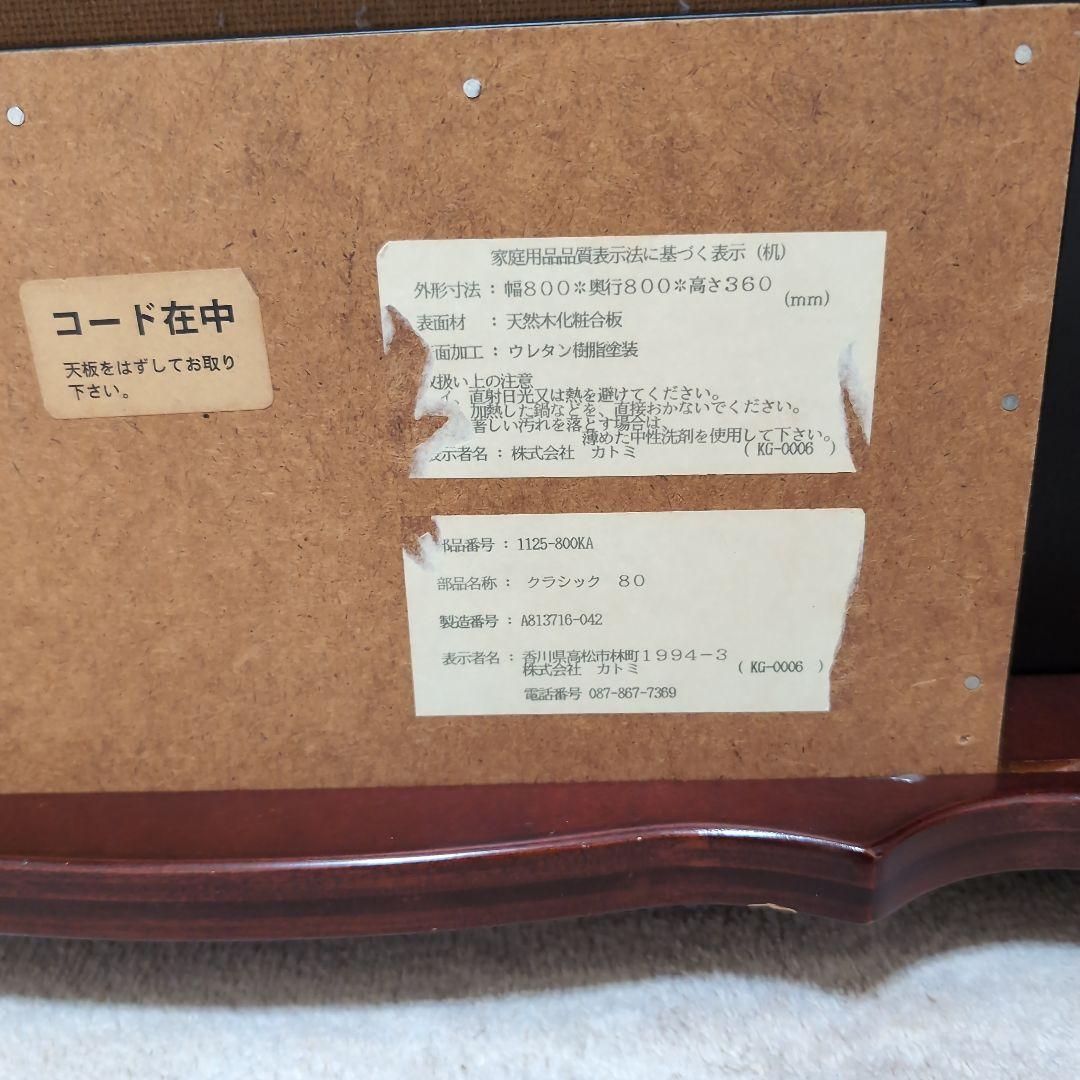 コード在中
天板をはずしてお取り
下さい。
家庭用品品質表示法に基づく表示（机）
外形寸法 ： 幅８００＊奥行８００＊高さ３６０ （mm）
表面材 ： 天然木化粧合板
面加工 ： ウレタン樹脂塗装
扱い上の注意
イ、直射日光又は熱を避けてください。
加熱した鍋などを、直接おかないでください。
著しい汚れを落とす場合は、
薄めた中性洗剤を使用して下さい。
表示者名 ： 株式会社　カトミ （ KG-0006 ）
部品番号 ： 1125-800KA
部品名称 ： クラシック　８０
製造番号 ： A813716-042
表示者名 ： 香川県高松市林町１９９４－３
株式会社　カトミ （ KG-0006 ）
電話番号 087-867-7369